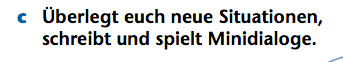 c Überlegt euch neue Situationen,
schreibt und spielt Minidialoge.